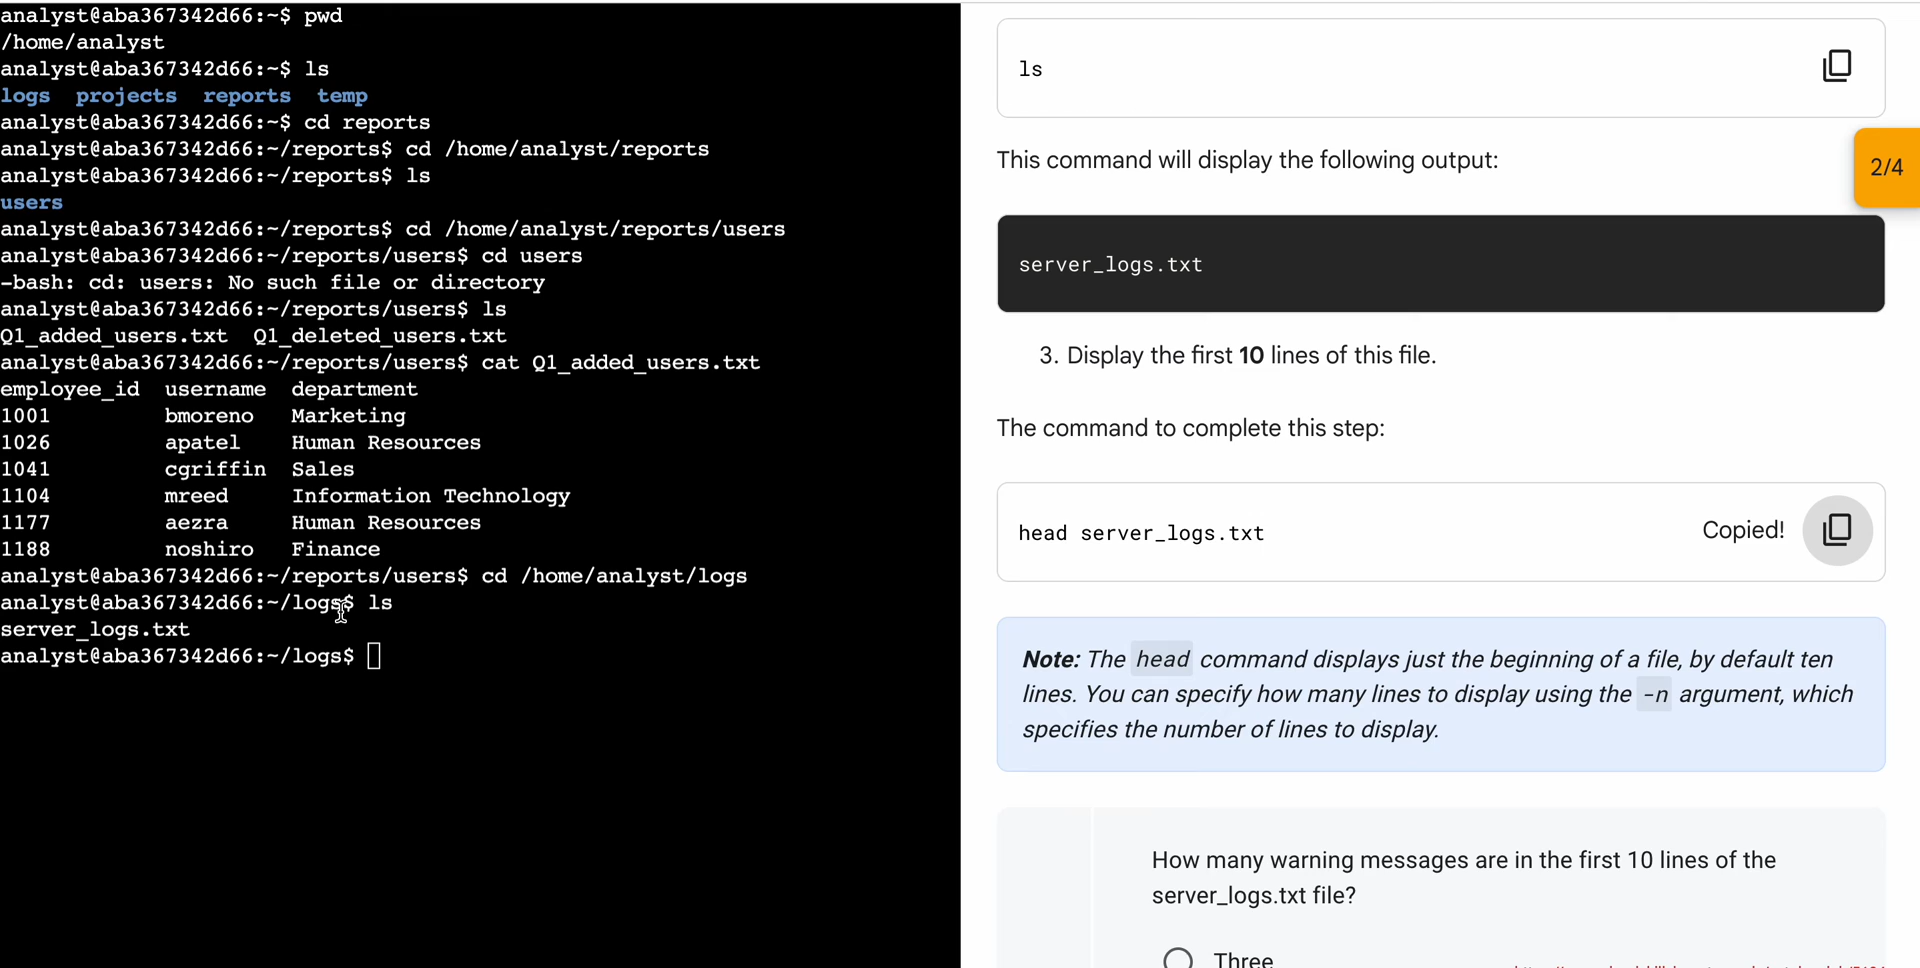 analyst@aba367342d66:~$ pwd
/home/analyst
analyst@aba367342d66:~$ ls
logs  projects  reports  temp
analyst@aba367342d66:~$ cd reports
analyst@aba367342d66:~/reports$ cd /home/analyst/reports
analyst@aba367342d66:~/reports$ ls
users
analyst@aba367342d66:~/reports$ cd /home/analyst/reports/users
analyst@aba367342d66:~/reports/users$ cd users
-bash: cd: users: No such file or directory
analyst@aba367342d66:~/reports/users$ ls
Q1_added_users.txt  Q1_deleted_users.txt
analyst@aba367342d66:~/reports/users$ cat Q1_added_users.txt
employee_id  username  department
1001         bmoreno   Marketing
1026         apatel    Human Resources
1041         cgriffin  Sales
1104         mreed     Information Technology
1177         aezra     Human Resources
1188         noshiro   Finance
analyst@aba367342d66:~/reports/users$ cd /home/analyst/logs
analyst@aba367342d66:~/logs$ ls
server_logs.txt
analyst@aba367342d66:~/logs$
ls
This command will display the following output:
2/4
server_logs.txt
3. Display the first 10 lines of this file.
The command to complete this step:
head server_logs.txt
Copied!
Note: The head command displays just the beginning of a file, by default ten
lines. You can specify how many lines to display using the -n argument, which
specifies the number of lines to display.
How many warning messages are in the first 10 lines of the
server_logs.txt file?
Three